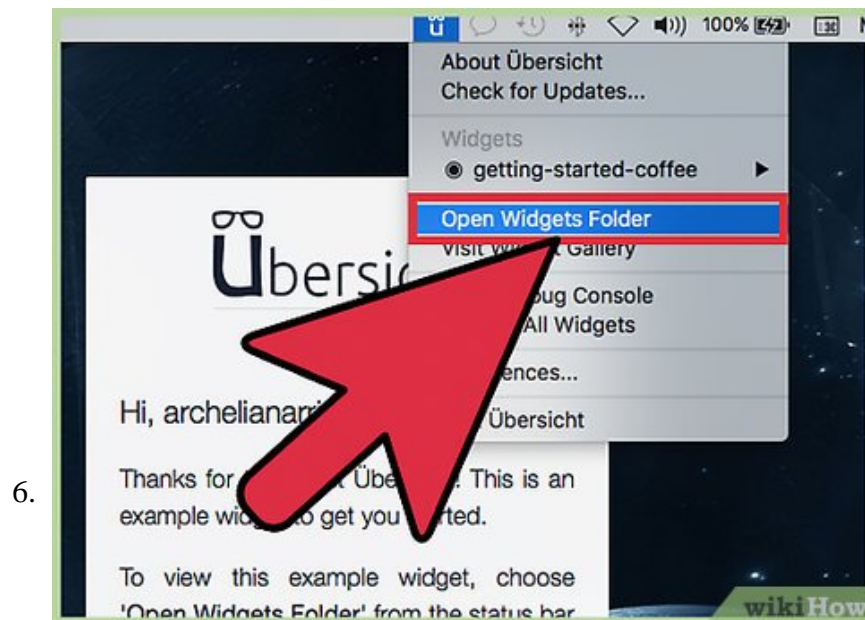 ü 100%
About Übersicht
Check for Updates...
Widgets
getting-started-coffee
Open Widgets Folder
Visit Gallery
Console
All Widgets
Übersicht
Hi,
Thanks for This is an
example to get you
To view this example widget, choose
'Open Widgets Folder' from the status bar
6.
wikiHow